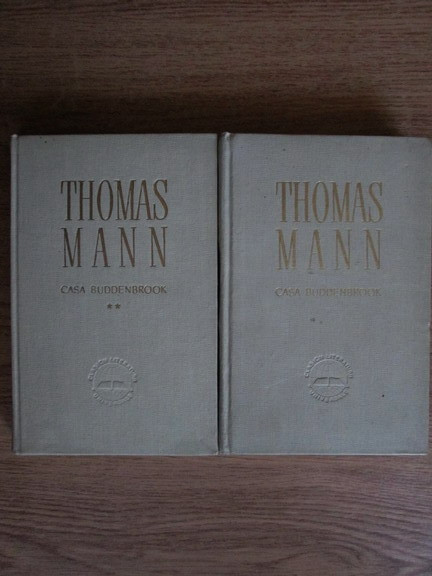 THOMAS
MANN
CASA BUDDENBROOK
**
THOMAS
MANN
CASA BUDDENBROOK
*